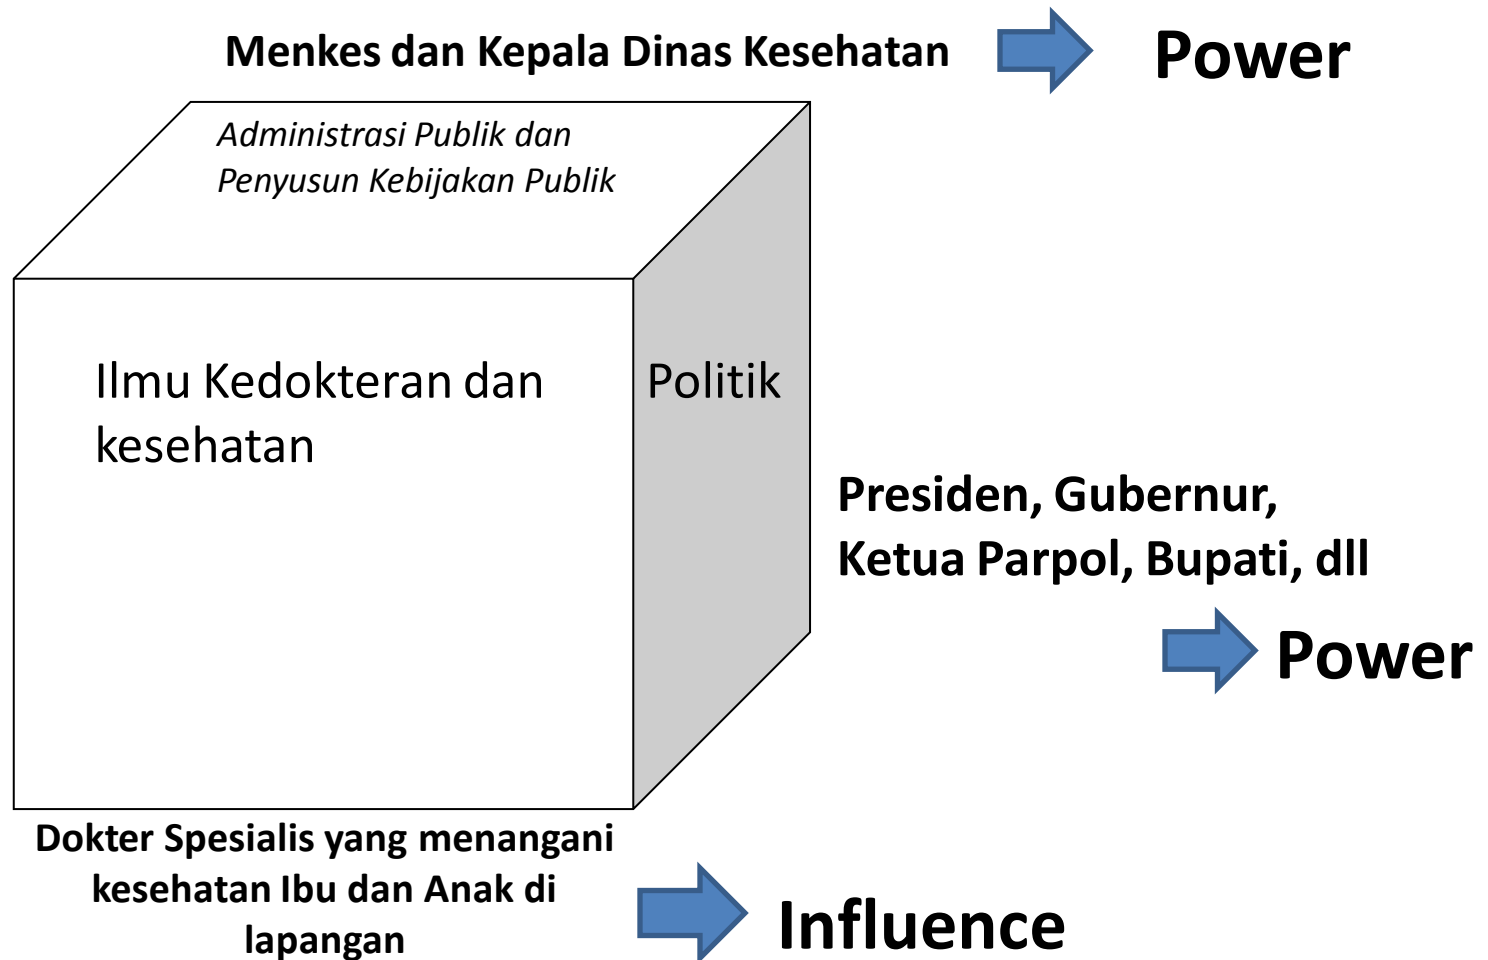 Menkes dan Kepala Dinas Kesehatan
Power
Administrasi Publik dan
Penyusun Kebijakan Publik
Ilmu Kedokteran dan
kesehatan
Politik
Presiden, Gubernur,
Ketua Parpol, Bupati, dll
Power
Dokter Spesialis yang menangani
kesehatan Ibu dan Anak di
lapangan
Influence